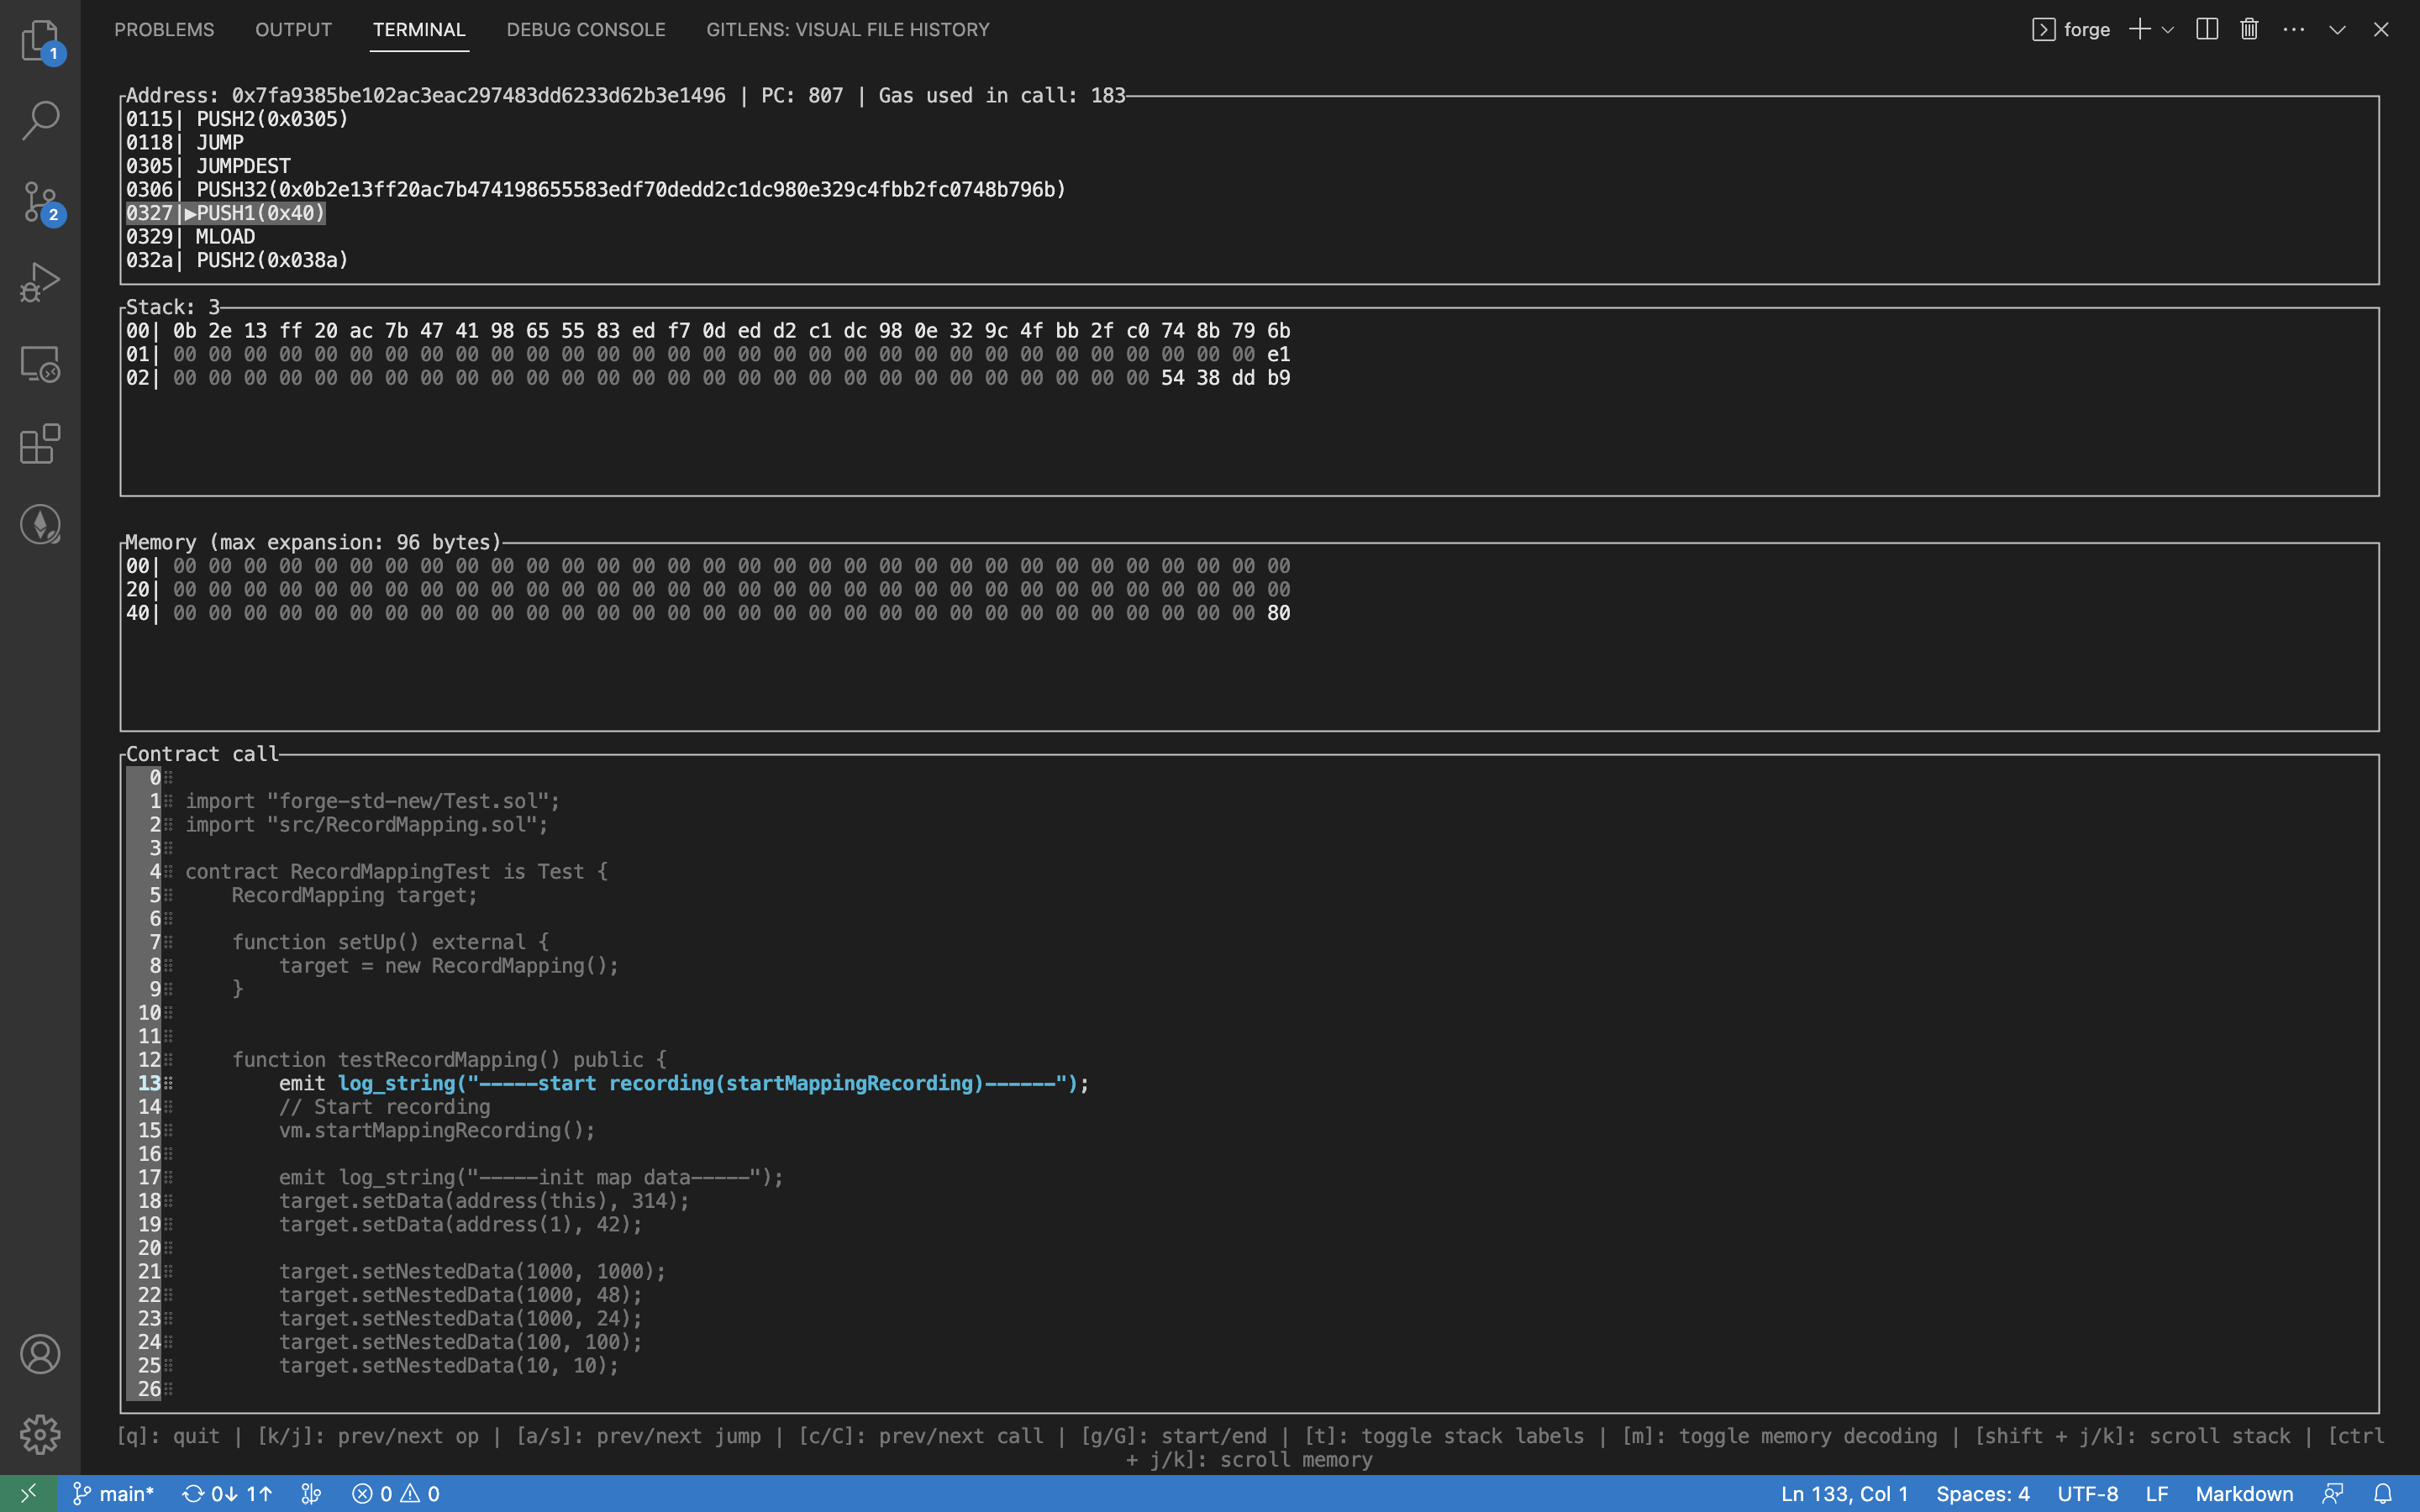 PROBLEMS OUTPUT TERMINAL DEBUG CONSOLE GITLENS: VISUAL FILE HISTORY forge
1
2
Address: 0x7fa9385be102ac3eac297483dd6233d62b3e1496 | PC: 807 | Gas used in call: 183
0115| PUSH2(0x0305)
0118| JUMP
0305| JUMPDEST
0306| PUSH32(0x0b2e13ff20ac7b474198655583edf70dedd2c1dc980e329c4fbb2fc0748b796b)
0327|▶PUSH1(0x40)
0329| MLOAD
032a| PUSH2(0x038a)
Stack: 3
00| 0b 2e 13 ff 20 ac 7b 47 41 98 65 55 83 ed f7 0d ed d2 c1 dc 98 0e 32 9c 4f bb 2f c0 74 8b 79 6b
01| 00 00 00 00 00 00 00 00 00 00 00 00 00 00 00 00 00 00 00 00 00 00 00 00 00 00 00 00 00 00 00 e1
02| 00 00 00 00 00 00 00 00 00 00 00 00 00 00 00 00 00 00 00 00 00 00 00 00 00 00 00 00 54 38 dd b9
Memory (max expansion: 96 bytes)
00| 00 00 00 00 00 00 00 00 00 00 00 00 00 00 00 00 00 00 00 00 00 00 00 00 00 00 00 00 00 00 00 00
20| 00 00 00 00 00 00 00 00 00 00 00 00 00 00 00 00 00 00 00 00 00 00 00 00 00 00 00 00 00 00 00 00
40| 00 00 00 00 00 00 00 00 00 00 00 00 00 00 00 00 00 00 00 00 00 00 00 00 00 00 00 00 00 00 00 80
Contract call
0
1 import "forge-std-new/Test.sol";
2 import "src/RecordMapping.sol";
3
4 contract RecordMappingTest is Test {
5     RecordMapping target;
6
7     function setUp() external {
8         target = new RecordMapping();
9     }
10
11
12     function testRecordMapping() public {
13         emit log_string("-----start recording(startMappingRecording)------");
14         // Start recording
15         vm.startMappingRecording();
16
17         emit log_string("-----init map data-----");
18         target.setData(address(this), 314);
19         target.setData(address(1), 42);
20
21         target.setNestedData(1000, 1000);
22         target.setNestedData(1000, 48);
23         target.setNestedData(1000, 24);
24         target.setNestedData(100, 100);
25         target.setNestedData(10, 10);
26
[q]: quit | [k/j]: prev/next op | [a/s]: prev/next jump | [c/C]: prev/next call | [g/G]: start/end | [t]: toggle stack labels | [m]: toggle memory decoding | [shift + j/k]: scroll stack | [ctrl
+ j/k]: scroll memory
main* 0↓ 1↑ 0 0 Ln 133, Col 1 Spaces: 4 UTF-8 LF Markdown